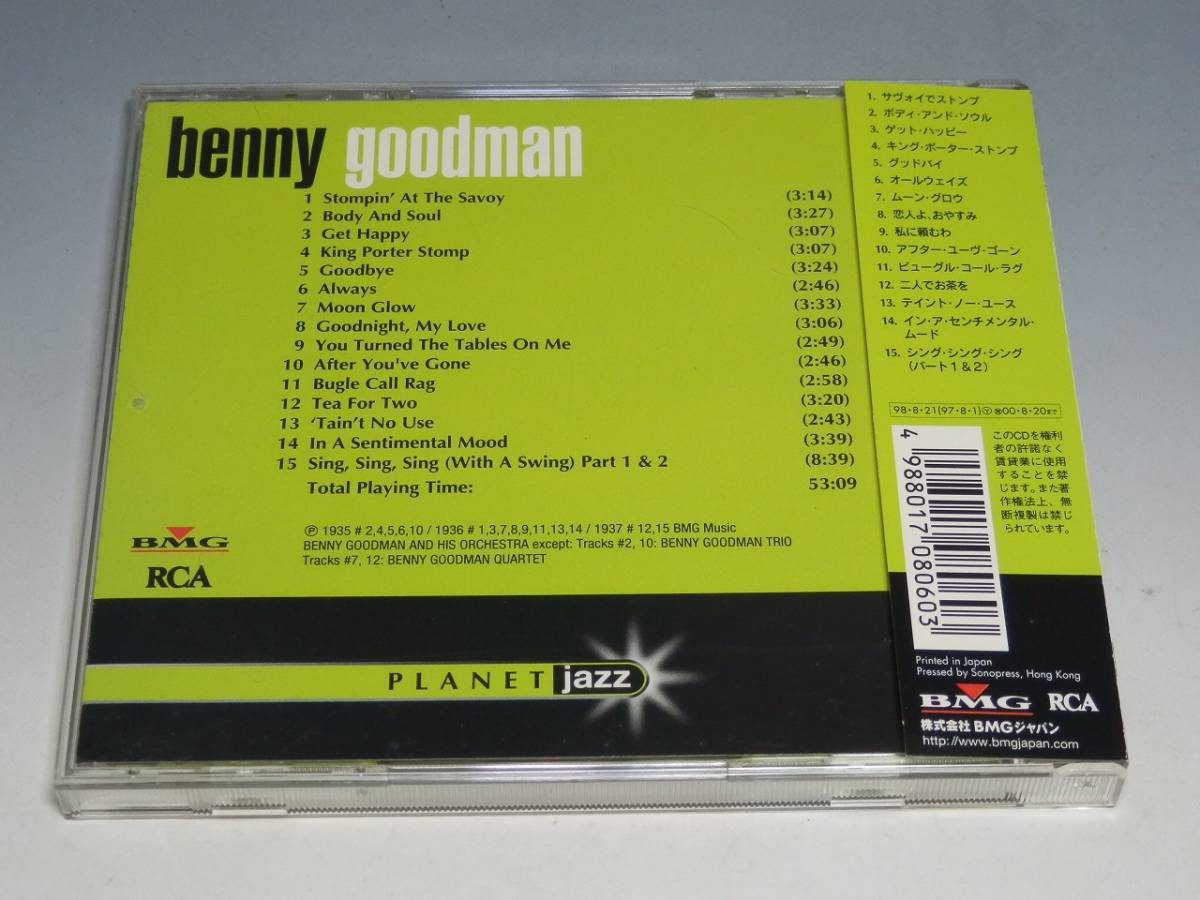 benny goodman
1 Stompin' At The Savoy (3:14)
2 Body And Soul (3:27)
3 Get Happy (3:07)
4 King Porter Stomp (3:07)
5 Goodbye (3:24)
6 Always (2:46)
7 Moon Glow (3:33)
8 Goodnight, My Love (3:06)
9 You Turned The Tables On Me (2:49)
10 After You've Gone (2:46)
11 Bugle Call Rag (2:58)
12 Tea For Two (3:20)
13 'Tain't No Use (2:43)
14 In A Sentimental Mood (3:39)
15 Sing, Sing, Sing (With A Swing) Part 1 & 2 (8:39)
Total Playing Time: 53:09
℗ 1935 # 2,4,5,6,10 / 1936 # 1,3,7,8,9,11,13,14 / 1937 # 12,15 BMG Music
BENNY GOODMAN AND HIS ORCHESTRA except: Tracks #2, 10: BENNY GOODMAN TRIO
Tracks #7, 12: BENNY GOODMAN QUARTET
BMG
RCA
PLANET jazz
1. サヴォイでストンプ
2. ボディ・アンド・ソウル
3. ゲット・ハッピー
4. キング・ポーター・ストンプ
5. グッドバイ
6. オールウェイズ
7. ムーン・グロウ
8. 恋人よ、おやすみ
9. 私に頼むわ
10. アフター・ユーヴ・ゴーン
11. ビューグル・コール・ラグ
12. 二人でお茶を
13. テイント・ノー・ユース
14. イン・ア・センチメンタル・
ムード
15. シング・シング・シング
(パート1&2)
98・8・21(97・8・1)Ⓨ 00・8・20まで
このCDを権利
者の許諾なく
賃貸業に使用
することを禁
じます。また著
作権法上、無
断複製は禁じ
られています。
4 988017 080603
Printed in Japan
Pressed by Sonopress, Hong Kong
BMG RCA
株式会社BMGジャパン
http://www.bmgjapan.com